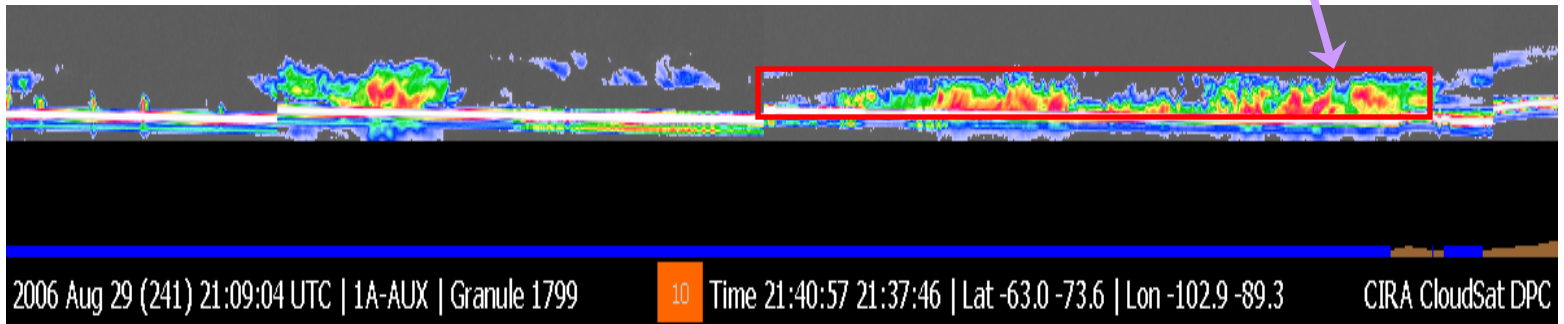 2006 Aug 29 (241) 21:09:04 UTC | 1A-AUX | Granule 1799 10 Time 21:40:57 21:37:46 | Lat -63.0 -73.6 | Lon -102.9 -89.3 CIRA CloudSat DPC